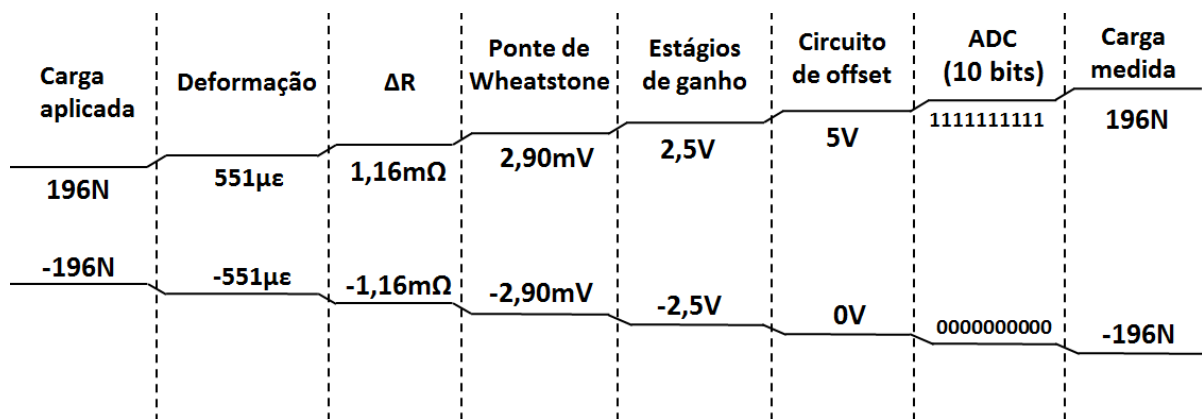 Carga
aplicada
Deformação
ΔR
Ponte de
Wheatstone
Estágios
de ganho
Circuito
de offset
ADC
(10 bits)
Carga
medida
196N
551µε
1,16mΩ
2,90mV
2,5V
5V
1111111111
196N
-196N
-551µε
-1,16mΩ
-2,90mV
-2,5V
0V
0000000000
-196N